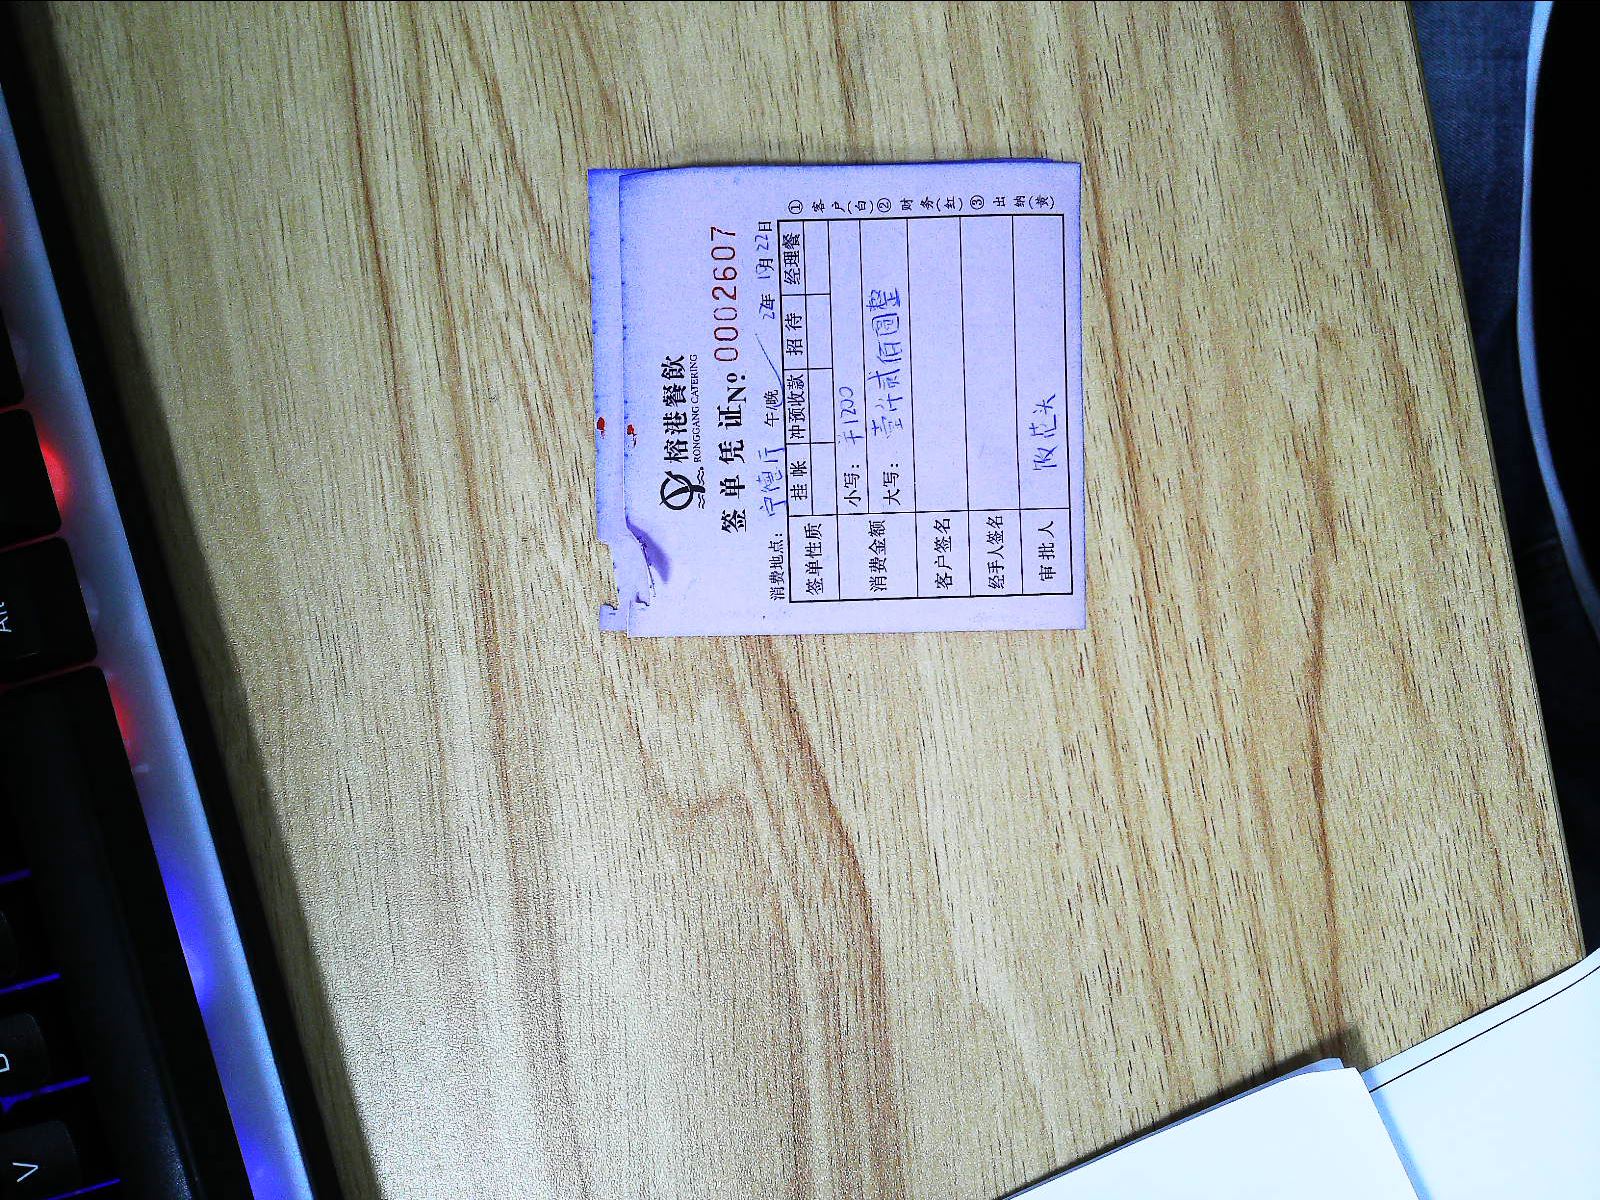 榕港餐飲
RONGGANG CATERING
签单凭证 №:0002607
消费地点：宁德厅 午/晚 22年 月22日
签单性质 挂帐 冲预收款 招待 经理餐
消费金额 小写：¥1200
大写：壹仟贰佰圆整
客户签名
经手人签名
审批人
①客户(白)②财务(红)③出纳(黄)
Alt
B
V